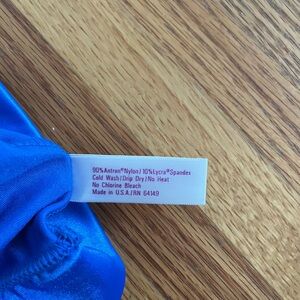 90%Antron®Nylon/10%Lycra®Spandex
Cold Wash/Drip Dry/No Heat
No Chlorine Bleach
Made in U.S.A./RN 64149